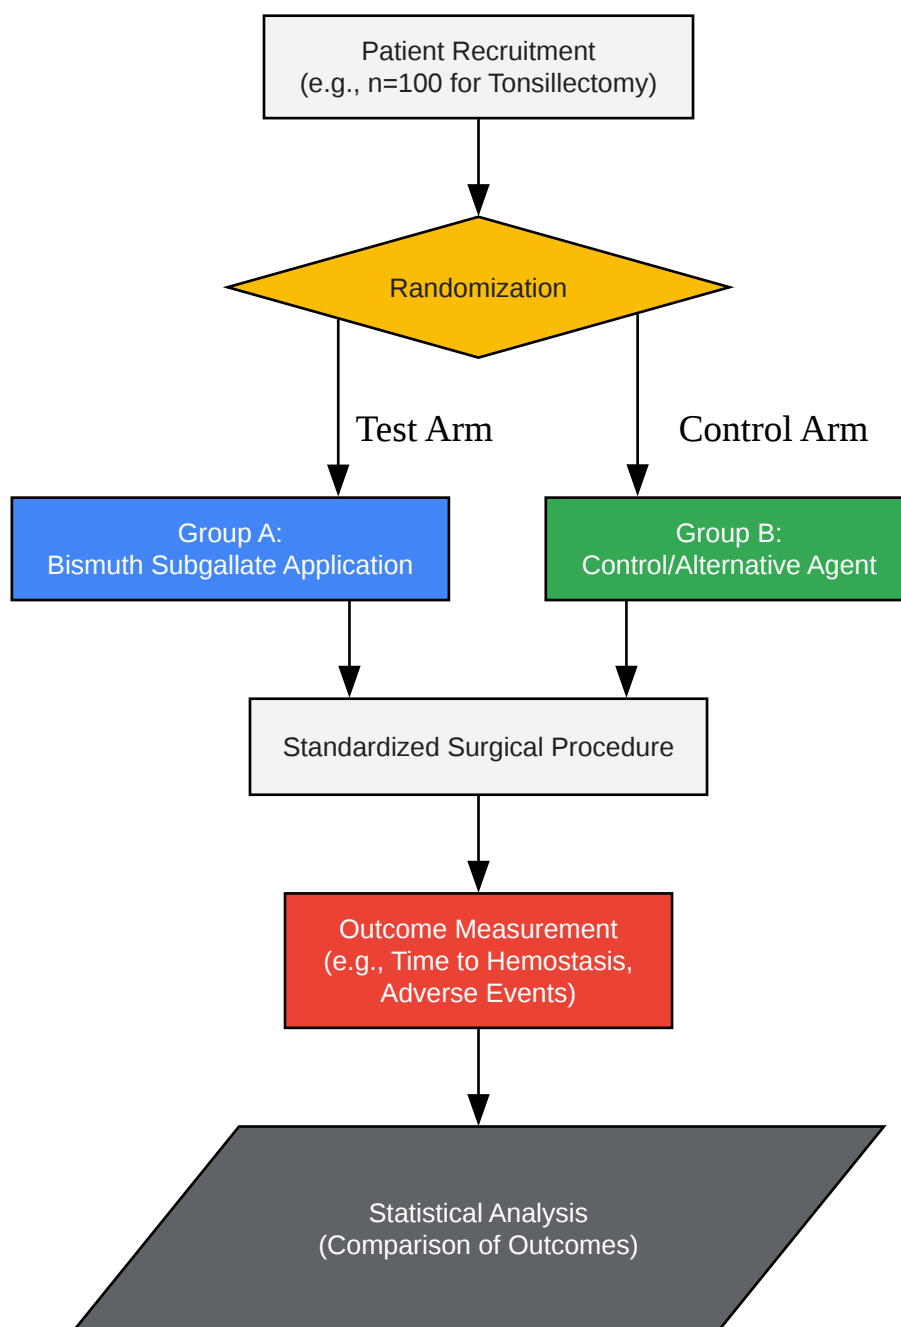 Patient Recruitment
(e.g., n=100 for Tonsillectomy)
Randomization
Test Arm
Control Arm
Group A:
Bismuth Subgallate Application
Group B:
Control/Alternative Agent
Standardized Surgical Procedure
Outcome Measurement
(e.g., Time to Hemostasis,
Adverse Events)
Statistical Analysis
(Comparison of Outcomes)